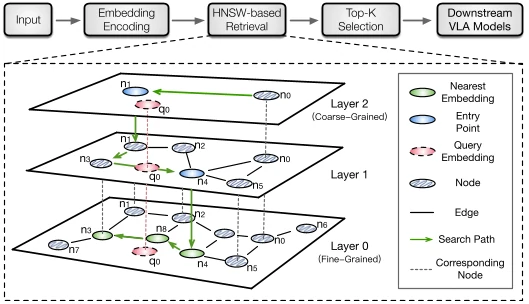 Input
Embedding
Encoding
HNSW-based
Retrieval
Top-K
Selection
Downstream
VLA Models
n1
q0
n0
Layer 2
(Coarse-Grained)
n1
n2
n3
q0
n4
n0
n5
Layer 1
n1
n2
n3
n8
n7
q0
n4
n0
n5
n6
Layer 0
(Fine-Grained)
Nearest
Embedding
Entry
Point
Query
Embedding
Node
Edge
Search Path
Corresponding
Node